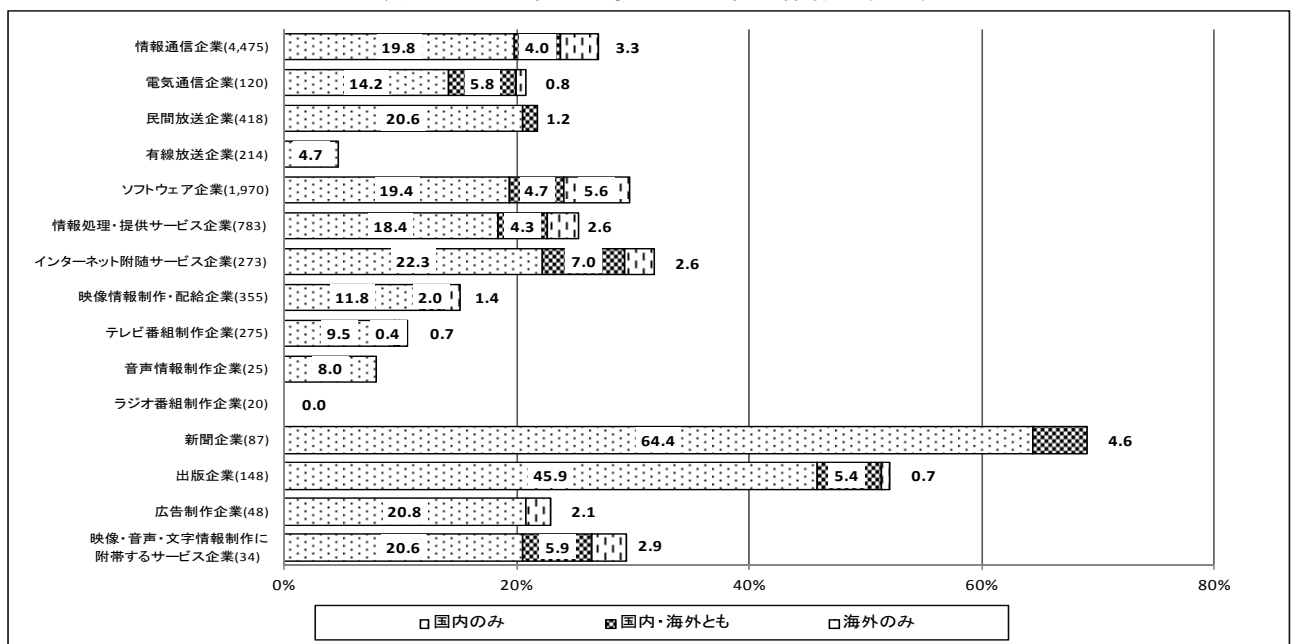 情報通信企業(4,475) 19.8 4.0 3.3
電気通信企業(120) 14.2 5.8 0.8
民間放送企業(418) 20.6 1.2
有線放送企業(214) 4.7
ソフトウェア企業(1,970) 19.4 4.7 5.6
情報処理・提供サービス企業(783) 18.4 4.3 2.6
インターネット附随サービス企業(273) 22.3 7.0 2.6
映像情報制作・配給企業(355) 11.8 2.0 1.4
テレビ番組制作企業(275) 9.5 0.4 0.7
音声情報制作企業(25) 8.0
ラジオ番組制作企業(20) 0.0
新聞企業(87) 64.4 4.6
出版企業(148) 45.9 5.4 0.7
広告制作企業(48) 20.8 2.1
映像・音声・文字情報制作に
附帯するサービス企業(34) 20.6 5.9 2.9
0% 20% 40% 60% 80%
国内のみ 国内・海外とも 海外のみ